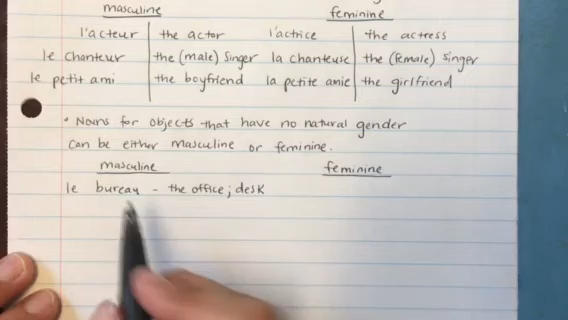 masculine feminine
l'acteur the actor l'actrice the actress
le chanteur the (male) singer la chanteuse the (female) singer
le petit ami the boyfriend la petite amie the girlfriend
• Nouns for objects that have no natural gender
can be either masculine or feminine.
masculine feminine
le bureau - the office; desk